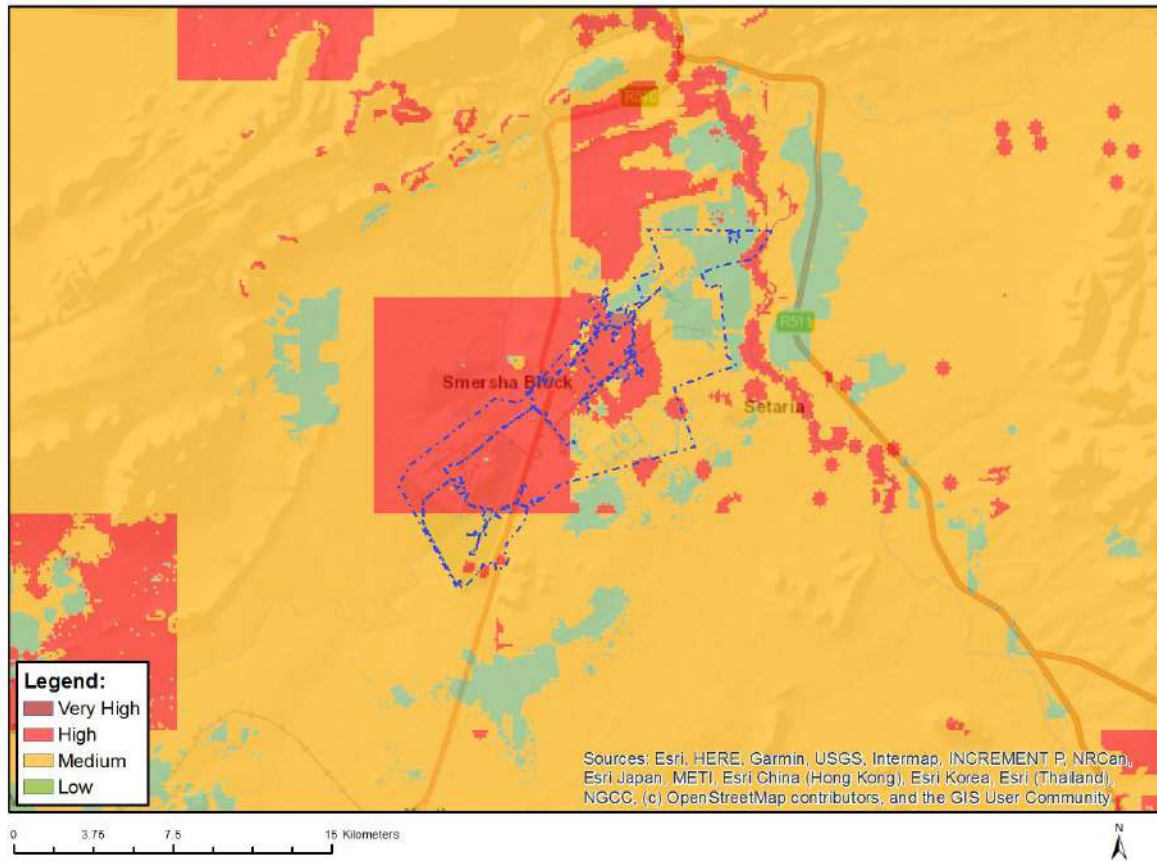 R510
R511
Smersha Block
Setaria
Legend:
Very High
High
Medium
Low
Sources: Esri, HERE, Garmin, USGS, Intermap, INCREMENT P, NRCan,
Esri Japan, METI, Esri China (Hong Kong), Esri Korea, Esri (Thailand),
NGCC, (c) OpenStreetMap contributors, and the GIS User Community
0 3.75 7.5 15 Kilometers
N